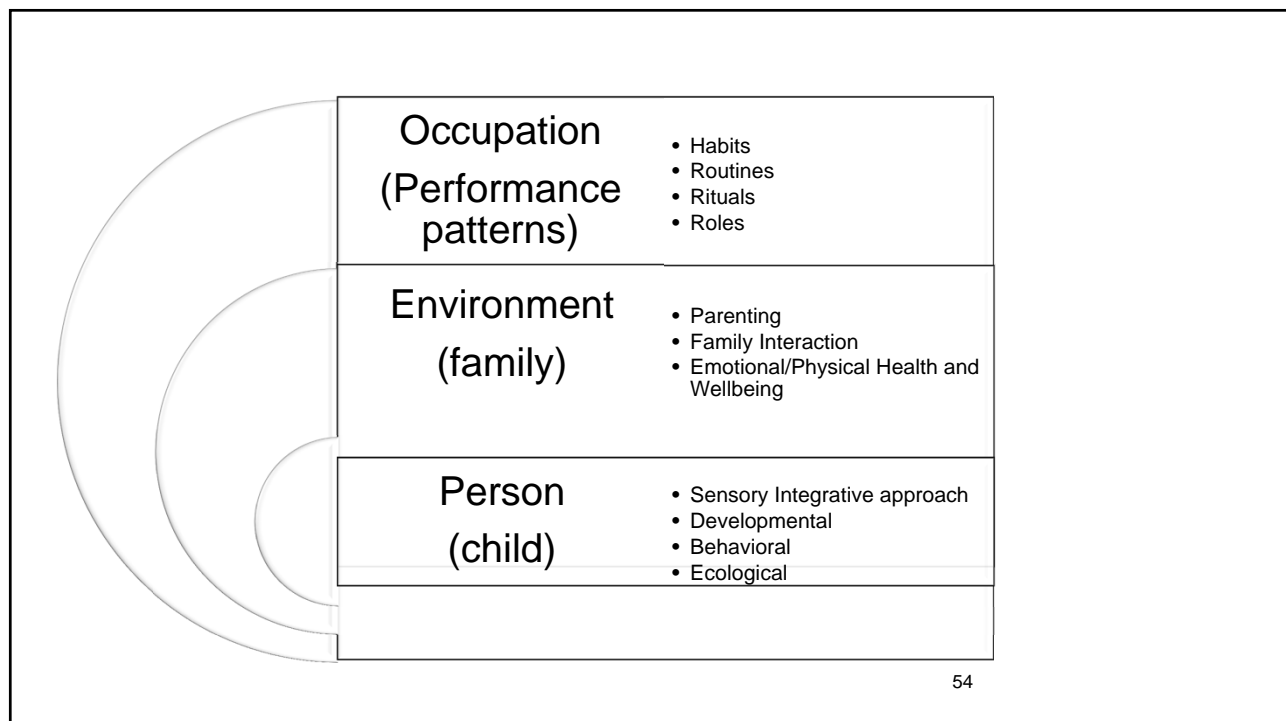 Occupation
(Performance
patterns)
• Habits
• Routines
• Rituals
• Roles
Environment
(family)
• Parenting
• Family Interaction
• Emotional/Physical Health and
Wellbeing
Person
(child)
• Sensory Integrative approach
• Developmental
• Behavioral
• Ecological
54